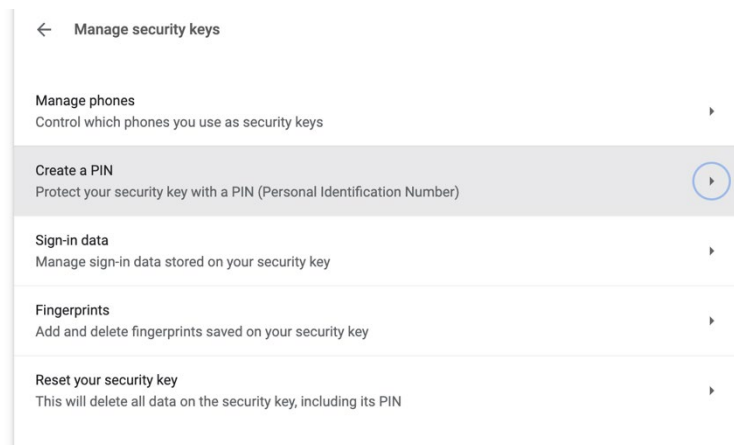 Manage security keys
Manage phones
Control which phones you use as security keys
Create a PIN
Protect your security key with a PIN (Personal Identification Number)
Sign-in data
Manage sign-in data stored on your security key
Fingerprints
Add and delete fingerprints saved on your security key
Reset your security key
This will delete all data on the security key, including its PIN